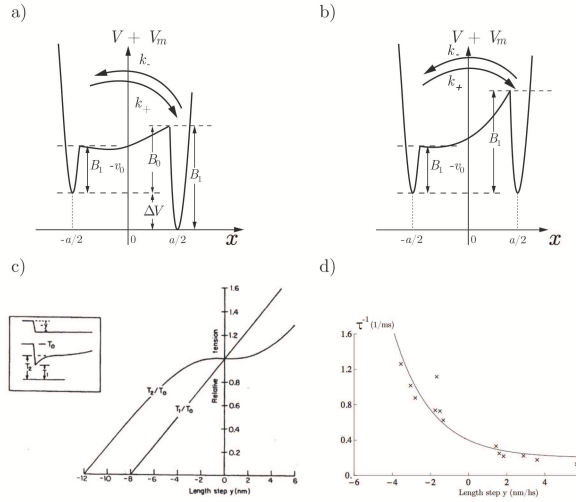 a)
V + V_m
k_-
k_+
B_1 -v_0
B_0
B_1
ΔV
-a/2
0
a/2
x
b)
V + V_m
k_-
k_+
B_1
B_1 -v_0
-a/2
0
a/2
x
c)
y
T_0
T_2
T_1
1.6
1.4
1.2
1.0
0.8
0.6
0.4
0.2
Relative tension
T_2/T_0
T_1/T_0
-12
-10
-8
-6
-4
-2
0
2
4
6
Length step y (nm)
d)
τ^-1 (1/ms)
1.6
1.2
0.8
0.4
-6
-4
-2
0
2
4
Length step y (nm/hs)